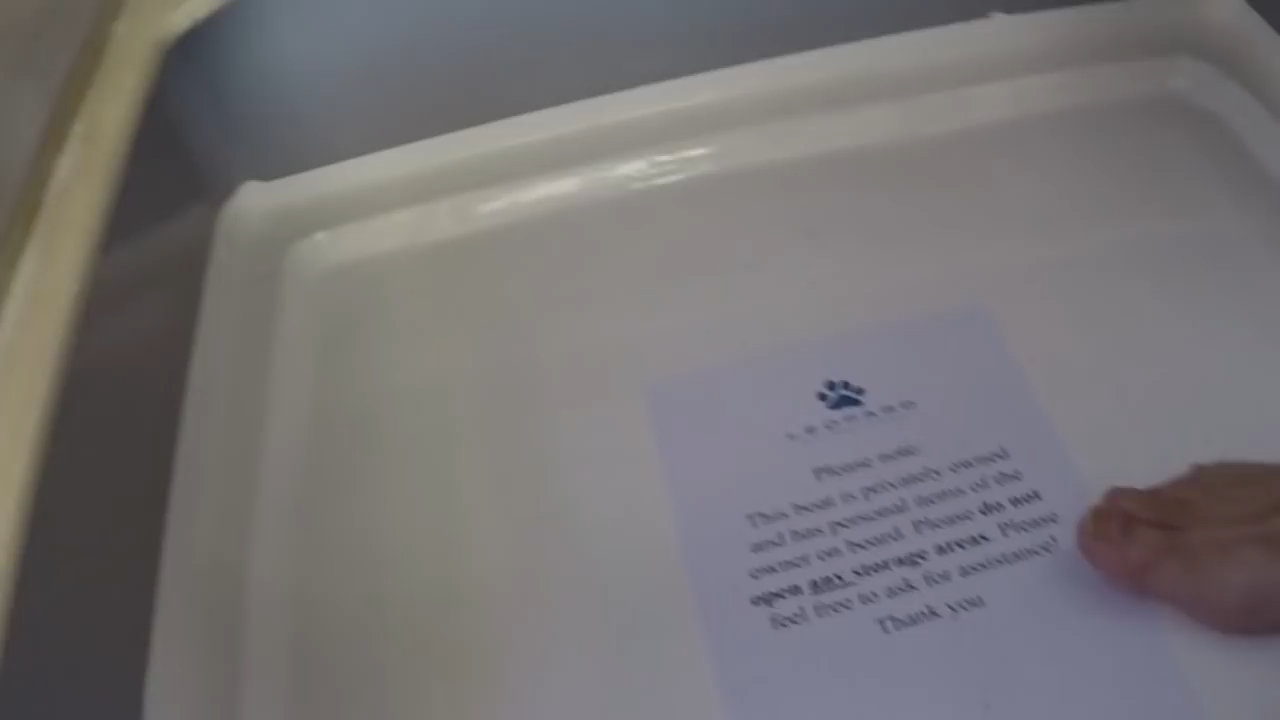 LEOPARD
Please note:
This boat is privately owned
and has personal items of the
owner on board. Please do not
open any storage areas. Please
feel free to ask for assistance!
Thank you